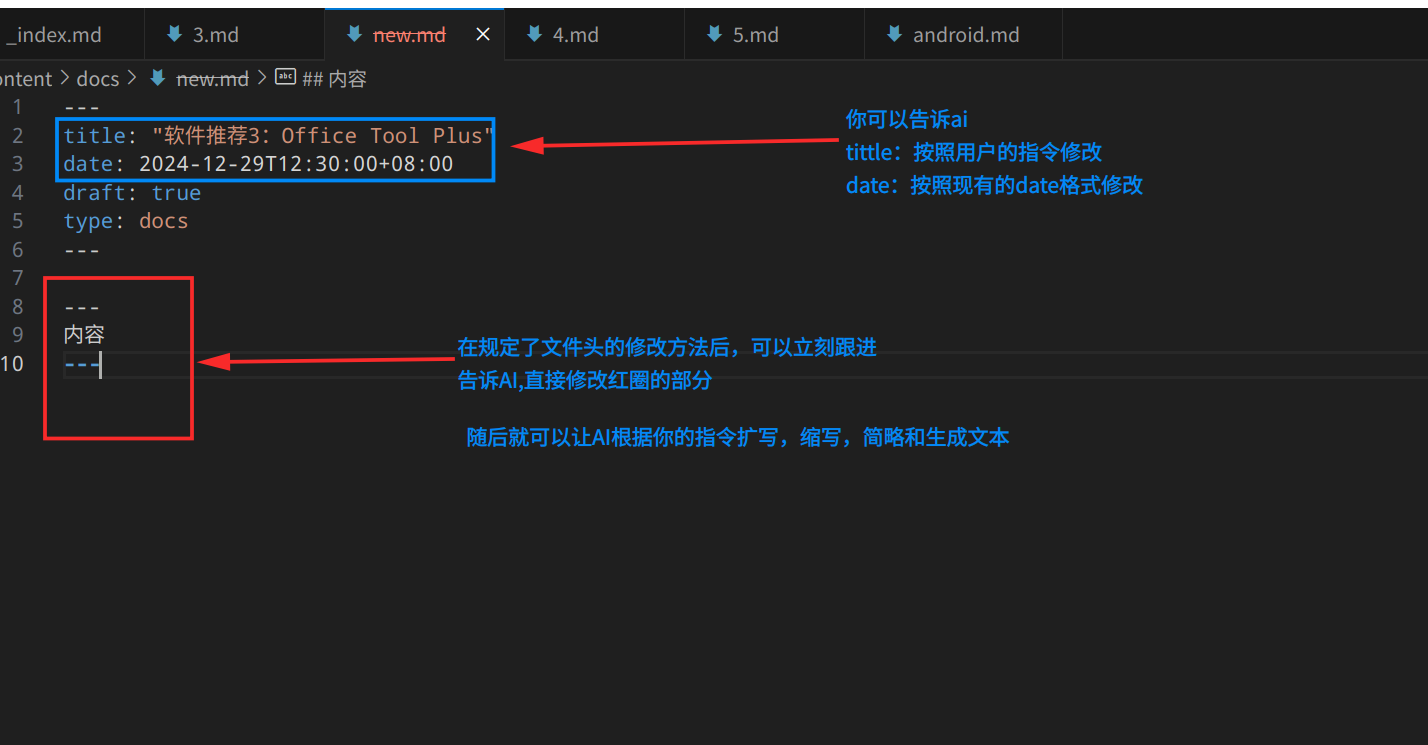 _index.md 3.md new.md 4.md 5.md android.md
ontent > docs > new.md > abc ## 内容
1 ---
2 title: "软件推荐3：Office Tool Plus"
3 date: 2024-12-29T12:30:00+08:00
4 draft: true
5 type: docs
6 ---
7
8 ---
9 内容
10 ---
你可以告诉ai
tittle：按照用户的指令修改
date：按照现有的date格式修改
在规定了文件头的修改方法后，可以立刻跟进
告诉AI,直接修改红圈的部分
随后就可以让AI根据你的指令扩写，缩写，简略和生成文本